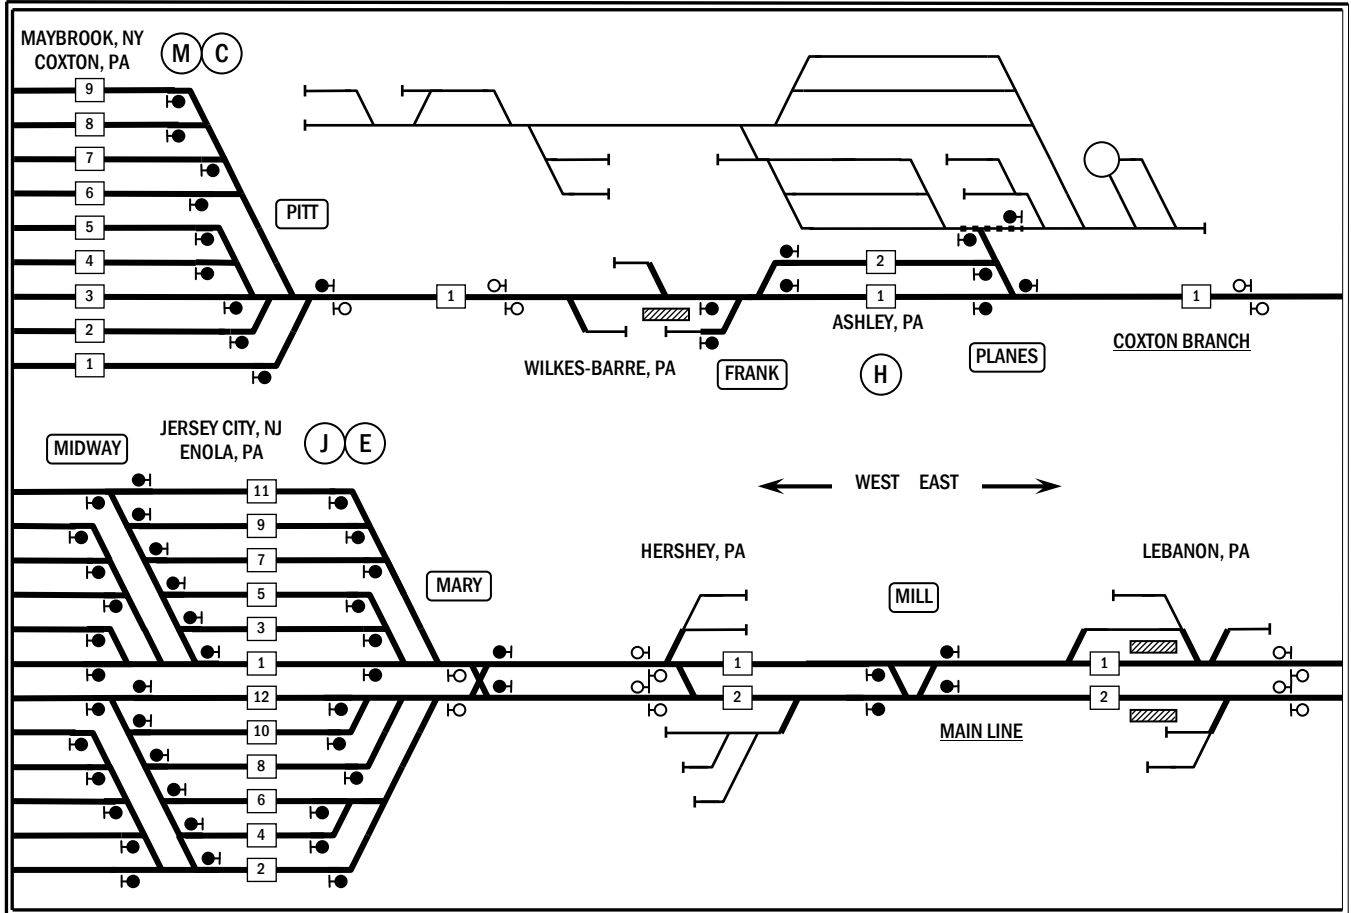 MAYBROOK, NY
COXTON, PA
M C
9
8
7
6
5
4
3
2
1
PITT
1
WILKES-BARRE, PA
FRANK
2
1
ASHLEY, PA
H
PLANES
1
COXTON BRANCH
MIDWAY
JERSEY CITY, NJ
ENOLA, PA
J E
11
9
7
5
3
1
12
10
8
6
4
2
MARY
WEST EAST
HERSHEY, PA
1
2
MILL
MAIN LINE
LEBANON, PA
1
2